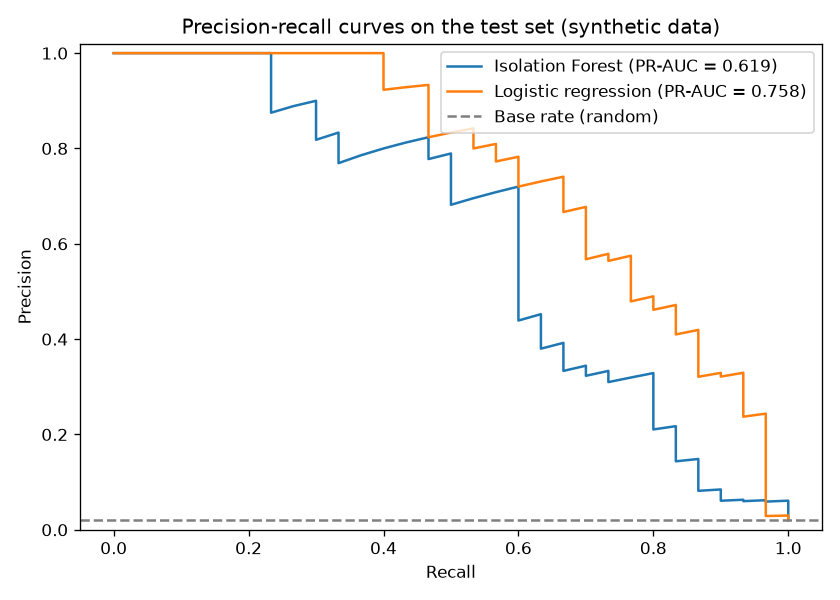 Precision-recall curves on the test set (synthetic data)
Isolation Forest (PR-AUC = 0.619)
Logistic regression (PR-AUC = 0.758)
Base rate (random)
1.0
0.8
0.6
0.4
0.2
0.0
Precision
0.0 0.2 0.4 0.6 0.8 1.0
Recall